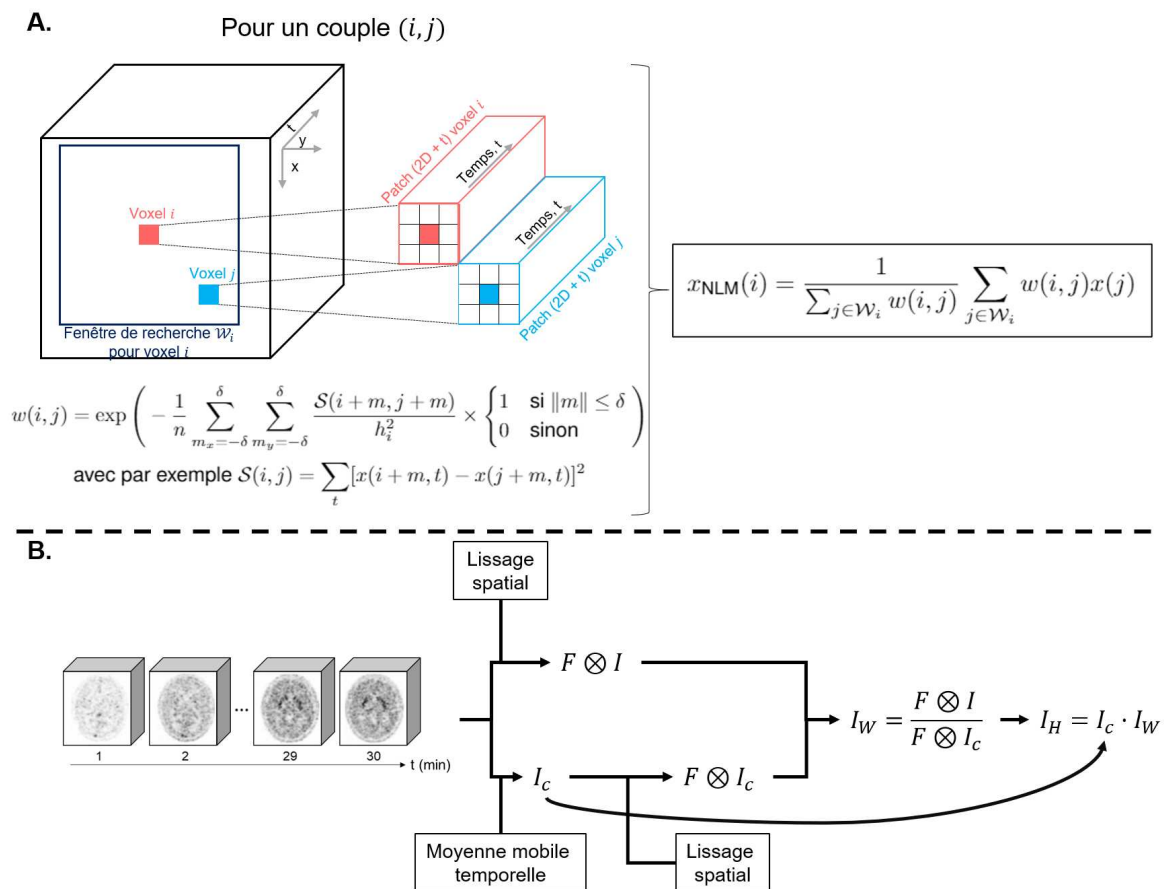 A.
Pour un couple (i, j)
t
y
x
Voxel i
Voxel j
Fenêtre de recherche 𝒲ᵢ
pour voxel i
Patch (2D + t) voxel i
Temps, t
Temps, t
Patch (2D + t) voxel j
x_NLM(i) = 1 / ∑_{j∈𝒲ᵢ} w(i, j) ∑_{j∈𝒲ᵢ} w(i, j)x(j)
w(i, j) = exp ( − 1/n ∑_{m_x=−δ}^{δ} ∑_{m_y=−δ}^{δ} 𝒮(i + m, j + m) / h_i^2 × { 1 si ‖m‖ ≤ δ
0 sinon )
avec par exemple 𝒮(i, j) = ∑_t [x(i + m, t) − x(j + m, t)]²
B.
Lissage
spatial
F ⊗ I
1
2
...
29
30
t (min)
I_c
F ⊗ I_c
I_W = F ⊗ I / F ⊗ I_c
I_H = I_c · I_W
Moyenne mobile
temporelle
Lissage
spatial